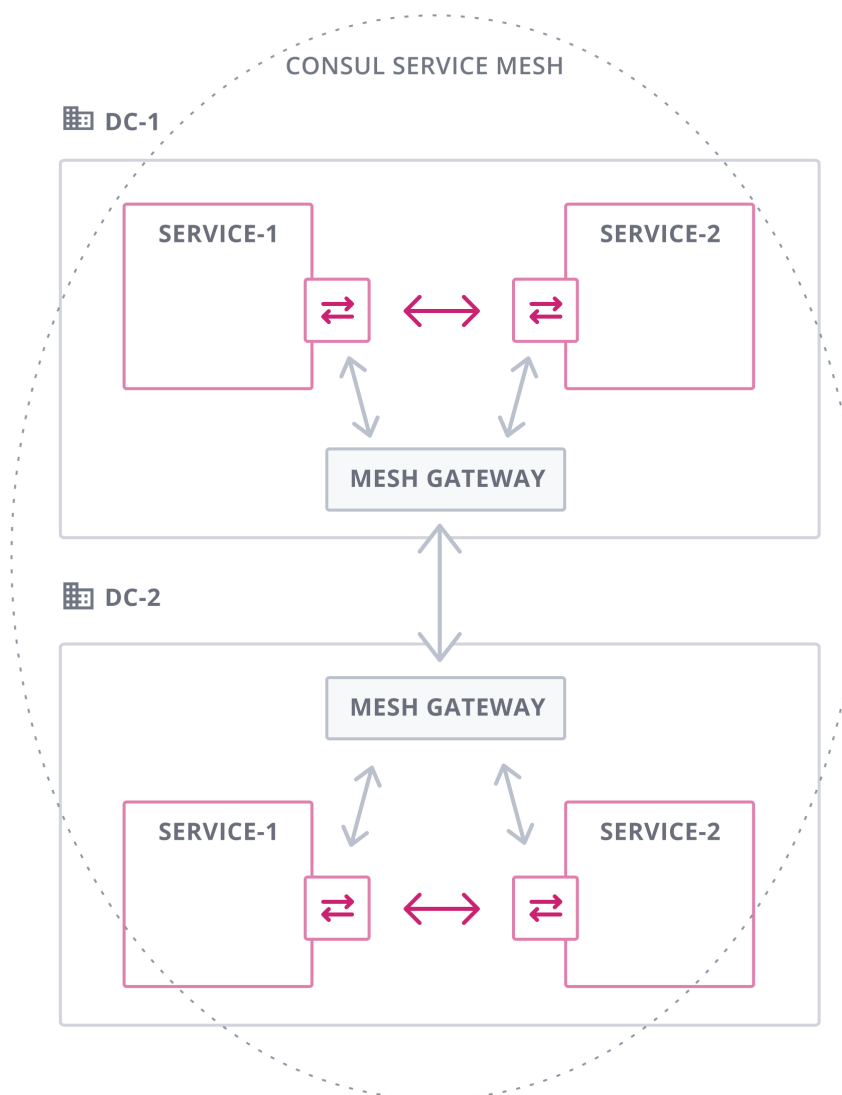 CONSUL SERVICE MESH
DC-1
SERVICE-1
SERVICE-2
MESH GATEWAY
DC-2
MESH GATEWAY
SERVICE-1
SERVICE-2